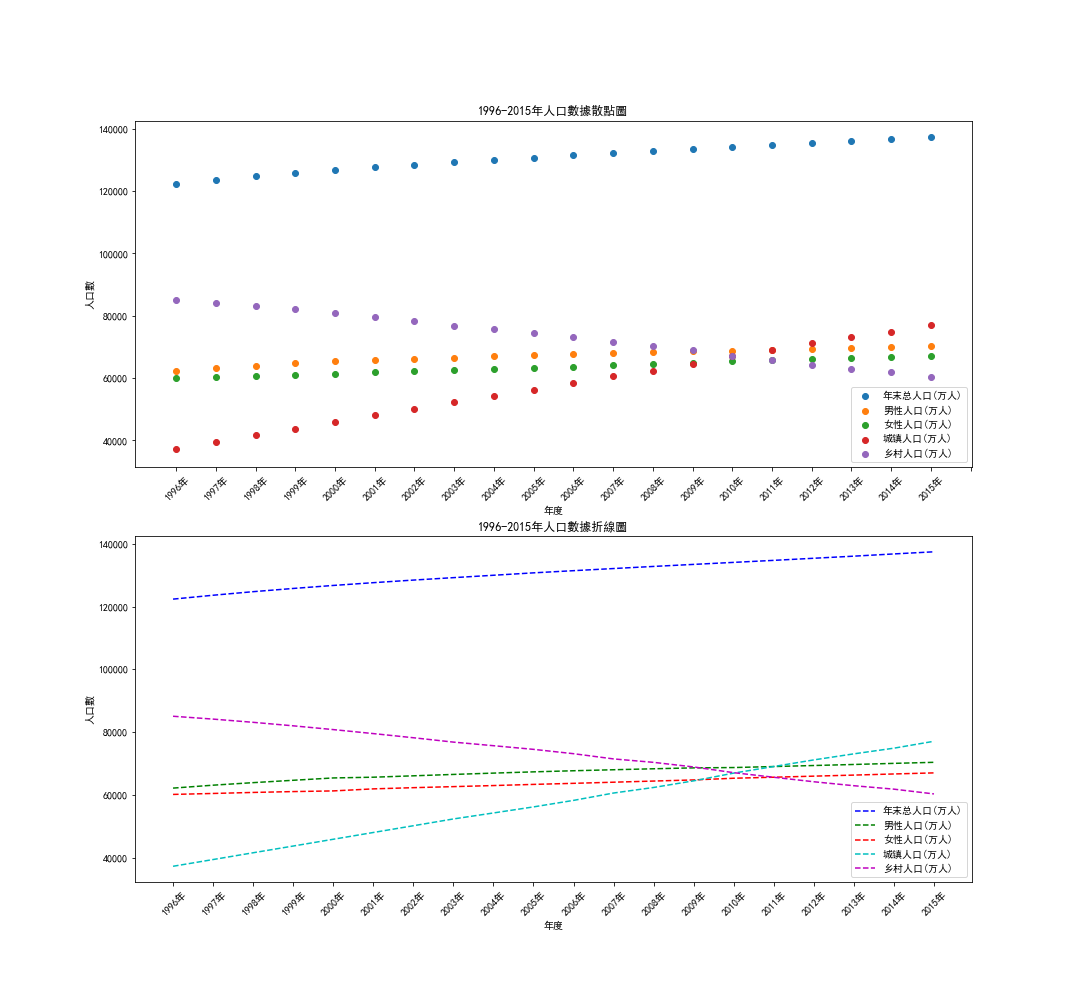 1996-2015年人口數據散點圖
140000
120000
100000
80000
60000
40000
人口數
年末总人口(万人)
男性人口(万人)
女性人口(万人)
城镇人口(万人)
乡村人口(万人)
1996年 1997年 1998年 1999年 2000年 2001年 2002年 2003年 2004年 2005年 2006年 2007年 2008年 2009年 2010年 2011年 2012年 2013年 2014年 2015年
年度
1996-2015年人口數據折線圖
140000
120000
100000
80000
60000
40000
人口數
年末总人口(万人)
男性人口(万人)
女性人口(万人)
城镇人口(万人)
乡村人口(万人)
1996年 1997年 1998年 1999年 2000年 2001年 2002年 2003年 2004年 2005年 2006年 2007年 2008年 2009年 2010年 2011年 2012年 2013年 2014年 2015年
年度